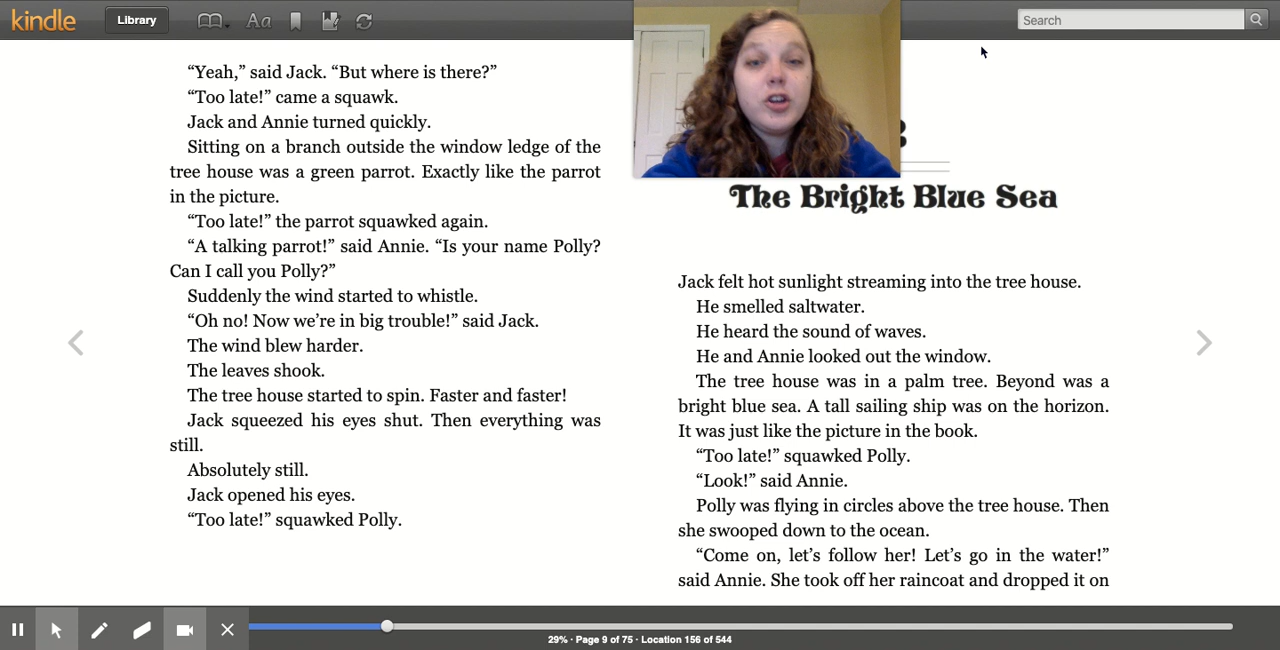 kindle
Library
Aa
Search
“Yeah,” said Jack. “But where is there?”
“Too late!” came a squawk.
Jack and Annie turned quickly.
Sitting on a branch outside the window ledge of the
tree house was a green parrot. Exactly like the parrot
in the picture.
“Too late!” the parrot squawked again.
“A talking parrot!” said Annie. “Is your name Polly?
Can I call you Polly?”
Suddenly the wind started to whistle.
“Oh no! Now we’re in big trouble!” said Jack.
The wind blew harder.
The leaves shook.
The tree house started to spin. Faster and faster!
Jack squeezed his eyes shut. Then everything was
still.
Absolutely still.
Jack opened his eyes.
“Too late!” squawked Polly.
The Bright Blue Sea
Jack felt hot sunlight streaming into the tree house.
He smelled saltwater.
He heard the sound of waves.
He and Annie looked out the window.
The tree house was in a palm tree. Beyond was a
bright blue sea. A tall sailing ship was on the horizon.
It was just like the picture in the book.
“Too late!” squawked Polly.
“Look!” said Annie.
Polly was flying in circles above the tree house. Then
she swooped down to the ocean.
“Come on, let’s follow her! Let’s go in the water!”
said Annie. She took off her raincoat and dropped it on
29% · Page 9 of 75 · Location 156 of 544